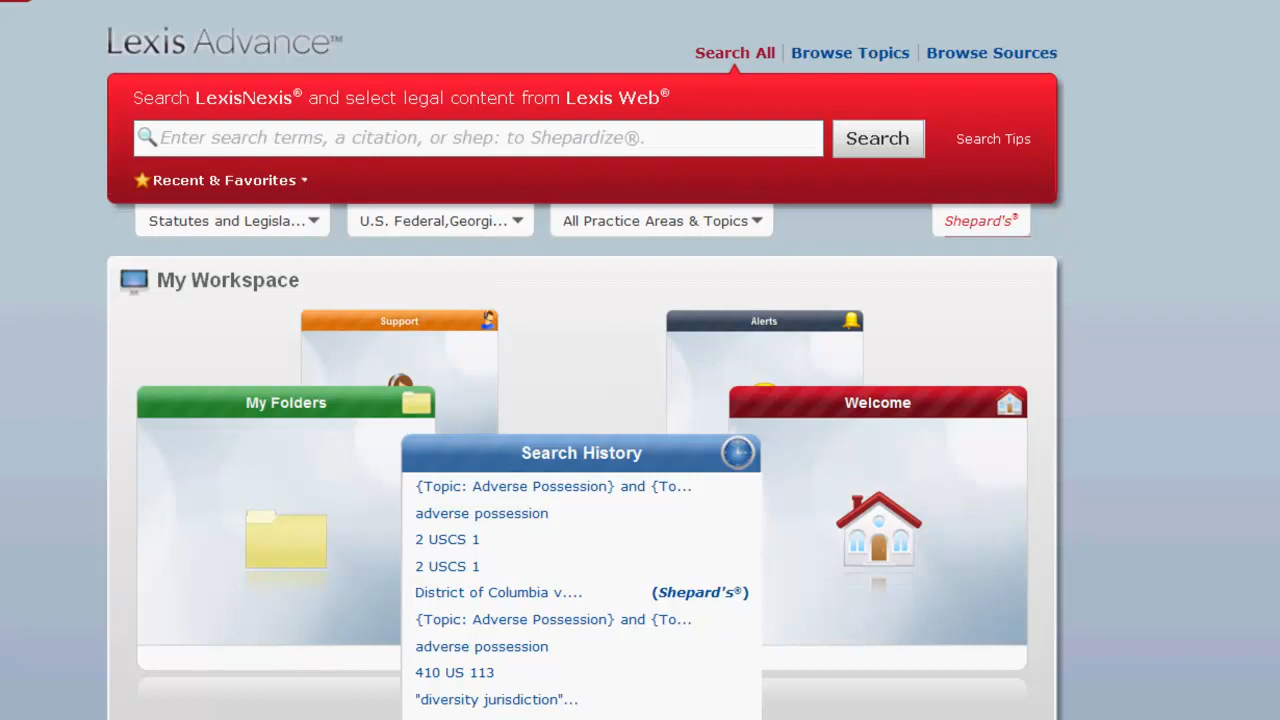 Lexis Advance™
Search All Browse Topics Browse Sources
Search LexisNexis® and select legal content from Lexis Web®
Enter search terms, a citation, or shep: to Shepardize®.
Search
Search Tips
Recent & Favorites
Statutes and Legisla...
U.S. Federal,Georgi...
All Practice Areas & Topics
Shepard's®
My Workspace
Support
Alerts
My Folders
Welcome
Search History
{Topic: Adverse Possession} and {To...
adverse possession
2 USCS 1
2 USCS 1
District of Columbia v.... (Shepard's®)
{Topic: Adverse Possession} and {To...
adverse possession
410 US 113
"diversity jurisdiction"...